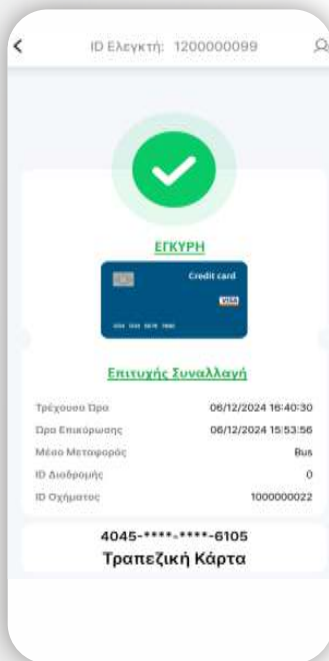 ID Ελεγκτή: 1200000099
ΕΓΚΥΡΗ
Credit card
VISA
Επιτυχής Συναλλαγή
Τρέχουσα Ώρα 06/12/2024 16:40:30
Ώρα Επικύρωσης 06/12/2024 15:53:56
Μέσο Μεταφοράς Bus
ID Διαδρομής 0
ID Οχήματος 1000000022
4045-****-****-6105
Τραπεζική Κάρτα